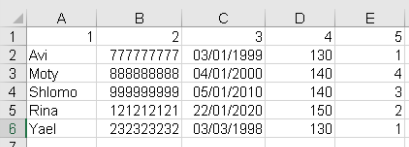 A B C D E
1 1 2 3 4 5
2 Avi 777777777 03/01/1999 130 1
3 Moty 888888888 04/01/2000 140 4
4 Shlomo 999999999 05/01/2010 140 3
5 Rina 121212121 22/01/2020 150 2
6 Yael 232323232 03/03/1998 130 1